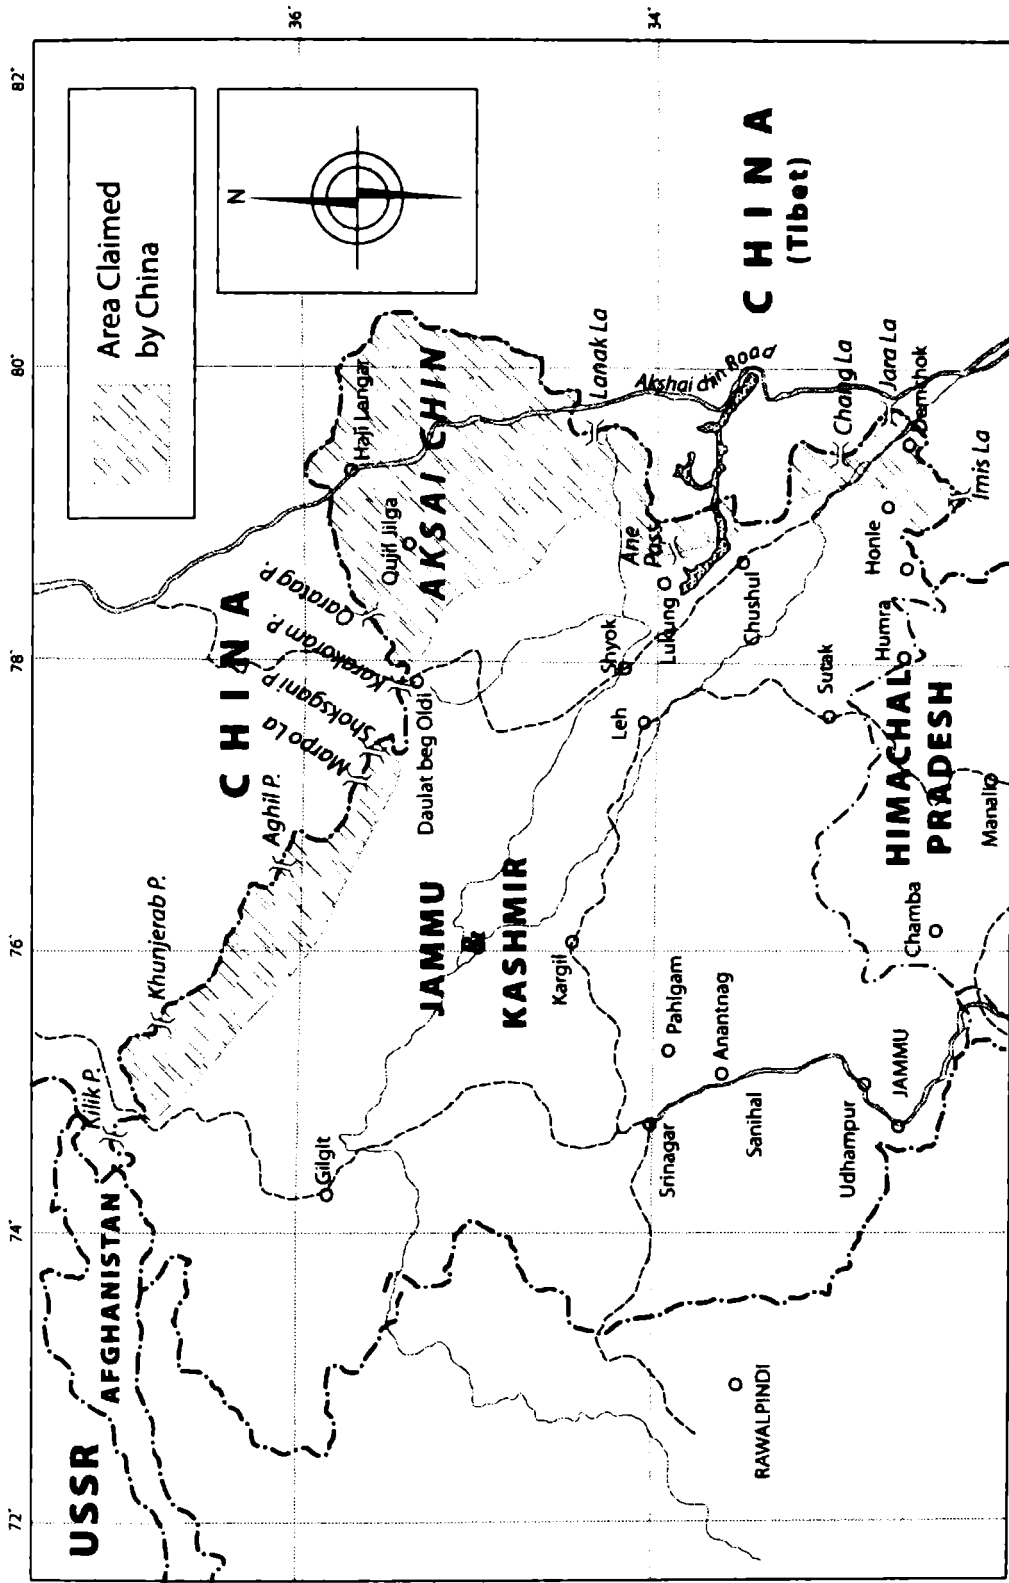 72°
74°
76°
78°
80°
82°
36°
34°
Area Claimed
by China
N
USSR
AFGHANISTAN
Kilik P.
Khunjerab P.
Aghil P.
Marpo La
Shoksgani P.
Karakoram P.
Qaratag P.
CHINA
Haji Langar
Qujif Jilga
AKSAI CHIN
Lanak La
Akshai chin Road
CHINA
(Tibet)
Gilgit
JAMMU
KASHMIR
Daulat beg Oldi
Kargil
Leh
Shyok
Lukung
Ane
Pass
Chushul
Chang La
Jara La
Demchok
Imis La
Honle
Humra
Sutak
Srinagar
Pahlgam
Anantnag
Sanihal
Udhampur
JAMMU
Chamba
HIMACHAL
PRADESH
Manali
RAWALPINDI